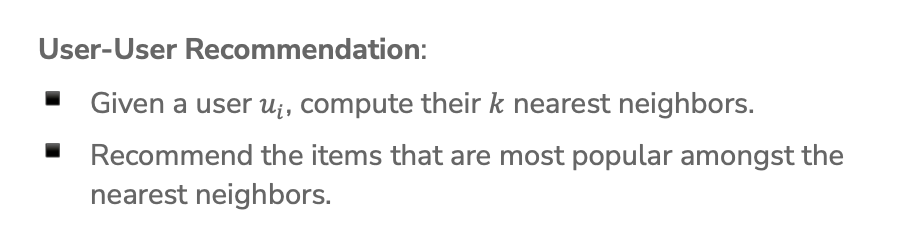 User-User Recommendation:
▪ Given a user 𝑢ᵢ, compute their 𝑘 nearest neighbors.
▪ Recommend the items that are most popular amongst the
nearest neighbors.